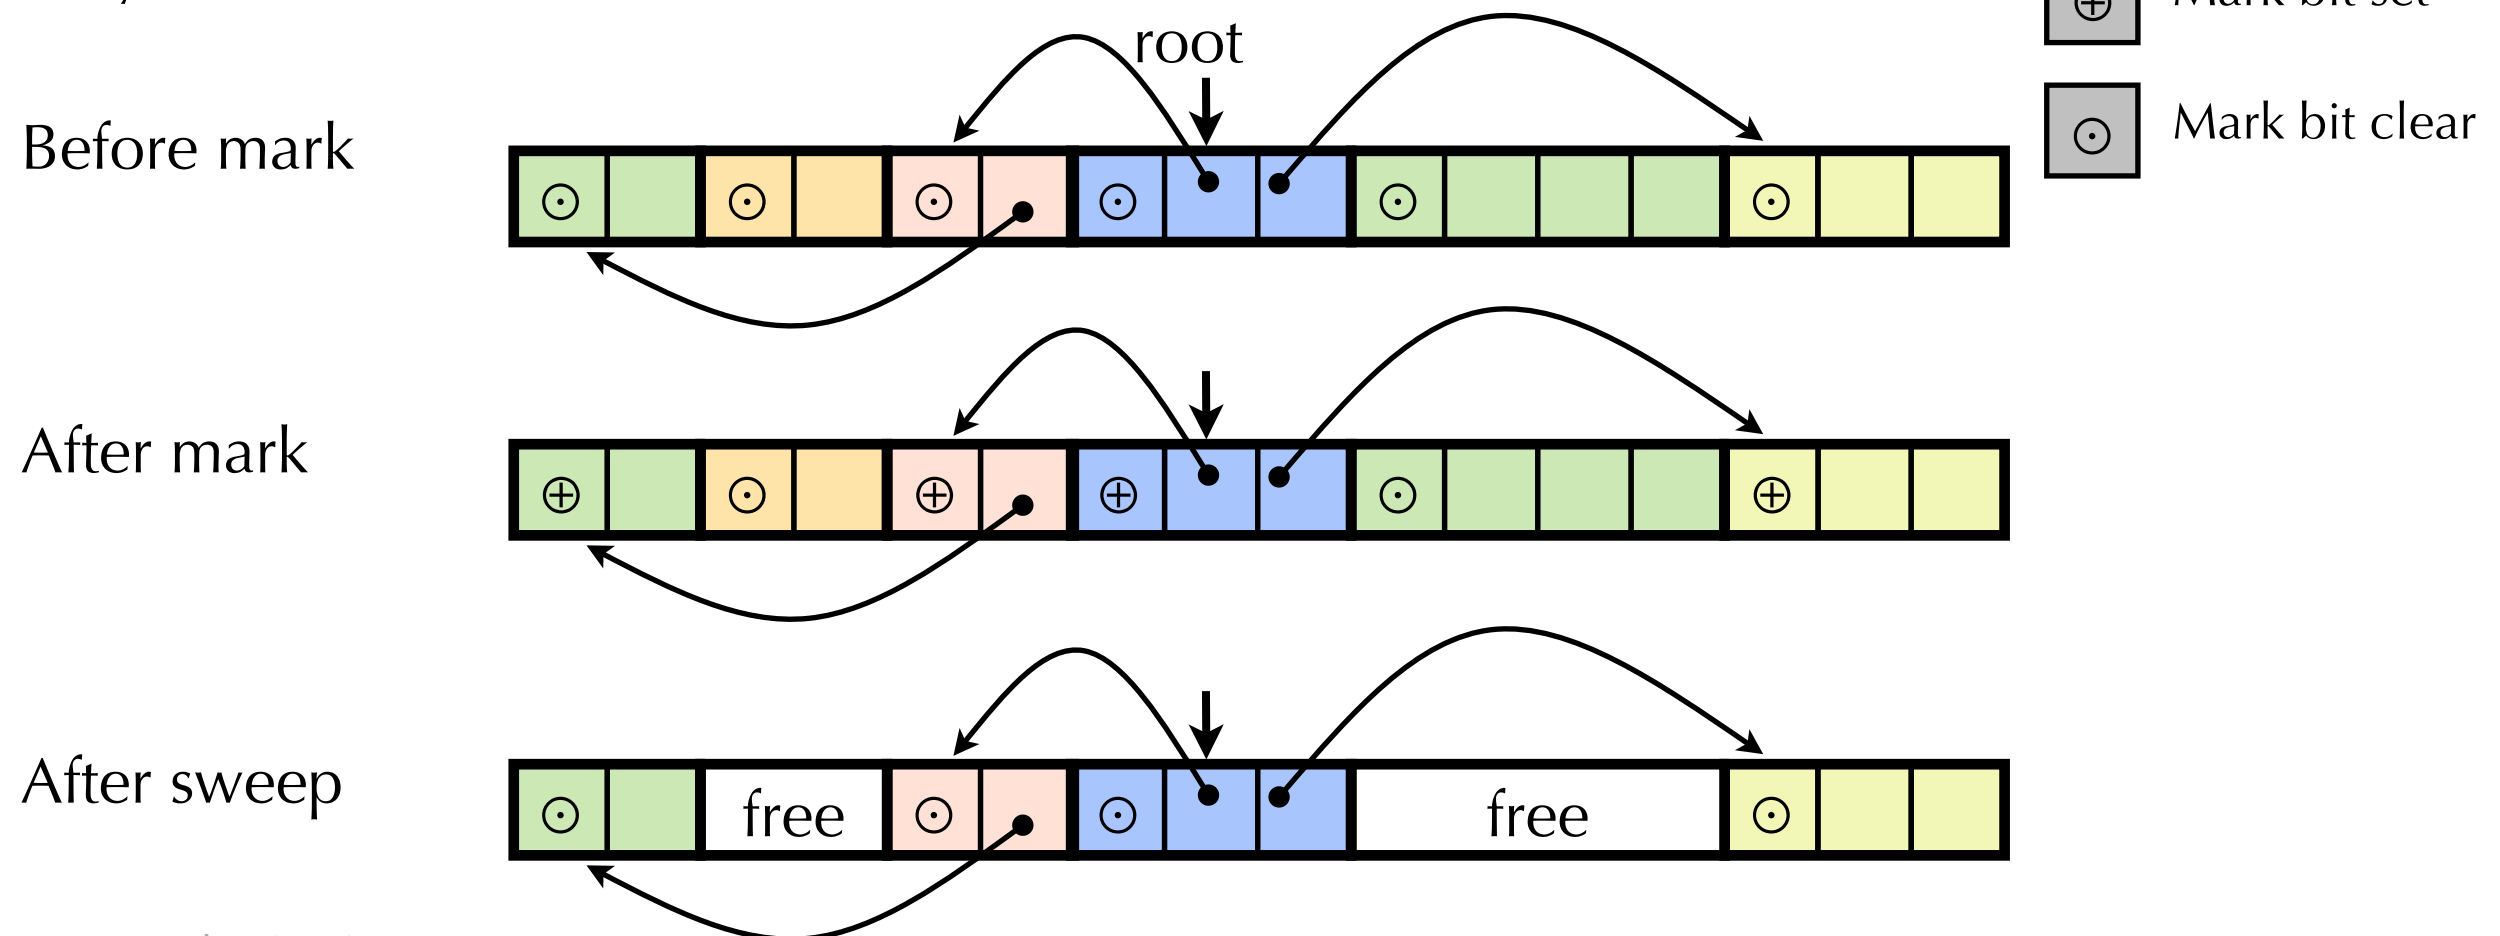 root
Mark bit clear
Before mark
After mark
After sweep
free
free